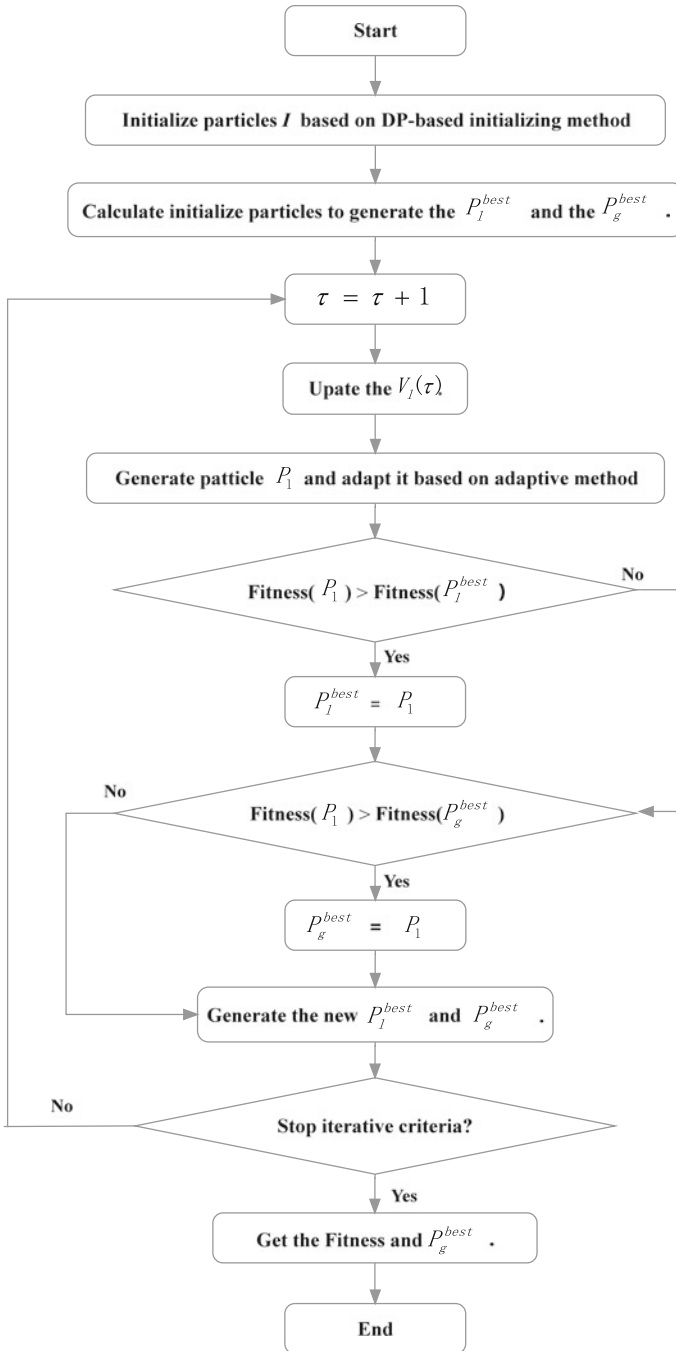 Start
Initialize particles I based on DP-based initializing method
Calculate initialize particles to generate the P_I^{best} and the P_g^{best} .
τ = τ + 1
Upate the V_I(τ).
Generate patticle P_1 and adapt it based on adaptive method
Fitness( P_1 ) > Fitness(P_I^{best} )
No
Yes
P_I^{best} = P_1
No
Fitness( P_1 ) > Fitness(P_g^{best} )
Yes
P_g^{best} = P_1
Generate the new P_I^{best} and P_g^{best} .
No
Stop iterative criteria?
Yes
Get the Fitness and P_g^{best} .
End